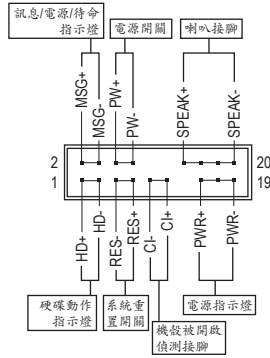 訊息/電源/待命
指示燈
電源開關
喇叭接腳
MSG+
MSG-
PW+
PW-
SPEAK+
SPEAK-
2
20
1
19
HD+
HD-
RES-
RES+
CI-
CI+
PWR+
PWR-
硬碟動作
指示燈
系統重
置開關
機殼被開啟
偵測接腳
電源指示燈